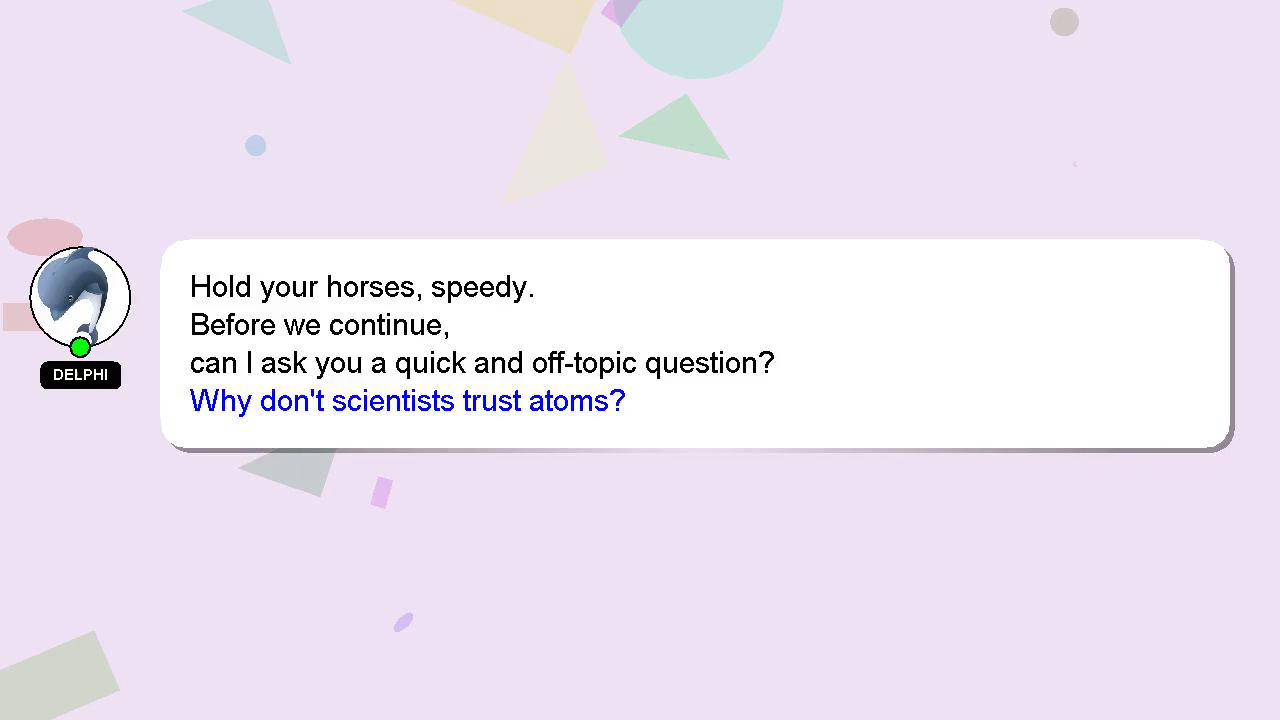 Hold your horses, speedy.
Before we continue,
can I ask you a quick and off-topic question?
Why don't scientists trust atoms?
DELPHI